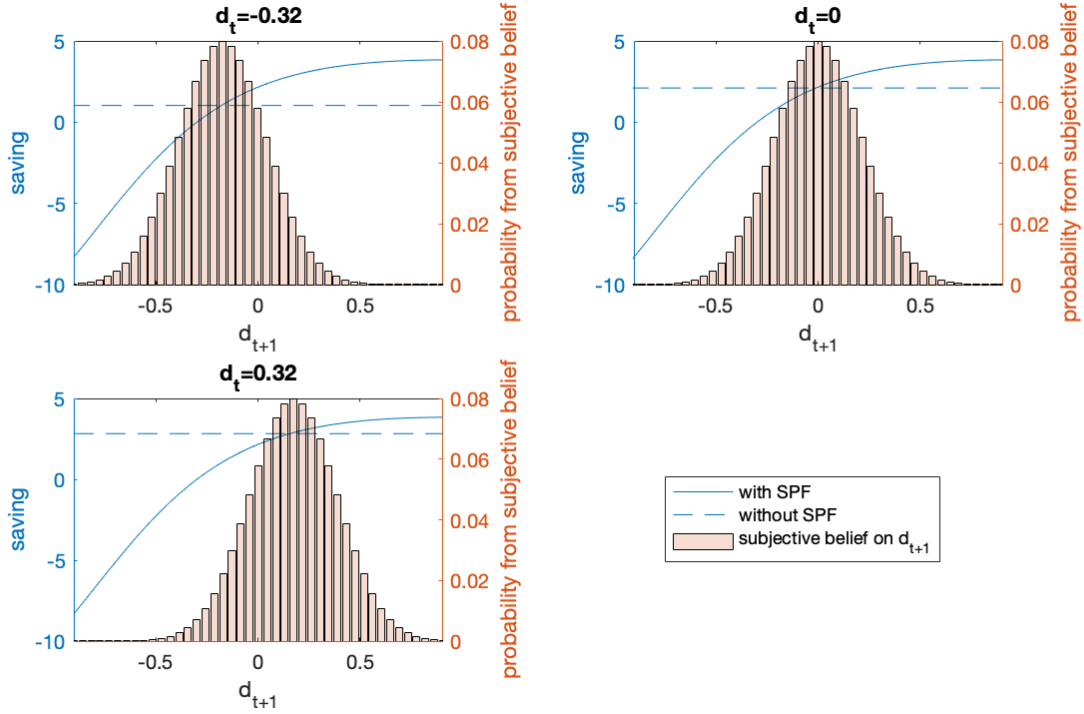 d_t=-0.32
5
0
-5
-10
saving
-0.5 0 0.5
d_{t+1}
0.08
0.06
0.04
0.02
0
probability from subjective belief
d_t=0
5
0
-5
-10
saving
-0.5 0 0.5
d_{t+1}
0.08
0.06
0.04
0.02
0
probability from subjective belief
d_t=0.32
5
0
-5
-10
saving
-0.5 0 0.5
d_{t+1}
0.08
0.06
0.04
0.02
0
probability from subjective belief
with SPF
without SPF
subjective belief on d_{t+1}